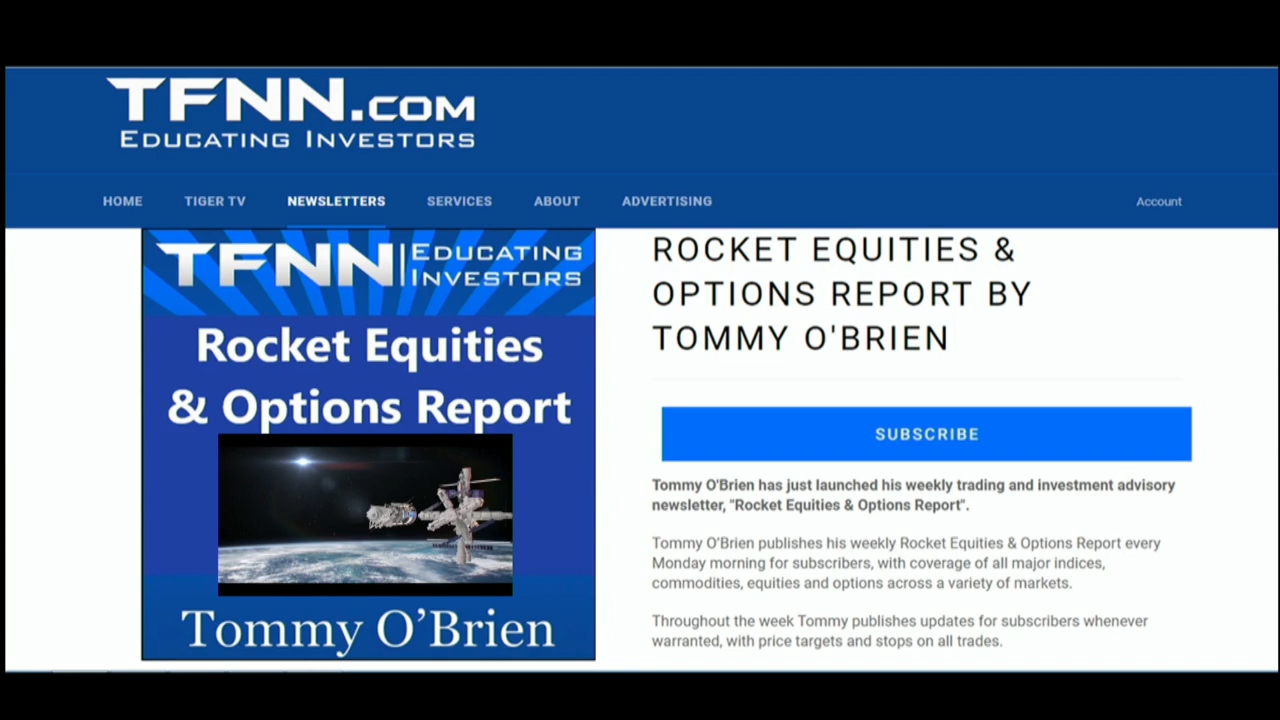 TFNN.COM
EDUCATING INVESTORS
HOME TIGER TV NEWSLETTERS SERVICES ABOUT ADVERTISING Account
TFNN | EDUCATING
INVESTORS
Rocket Equities
& Options Report
Tommy O’Brien
ROCKET EQUITIES &
OPTIONS REPORT BY
TOMMY O'BRIEN
SUBSCRIBE
Tommy O'Brien has just launched his weekly trading and investment advisory
newsletter, "Rocket Equities & Options Report".
Tommy O’Brien publishes his weekly Rocket Equities & Options Report every
Monday morning for subscribers, with coverage of all major indices,
commodities, equities and options across a variety of markets.
Throughout the week Tommy publishes updates for subscribers whenever
warranted, with price targets and stops on all trades.